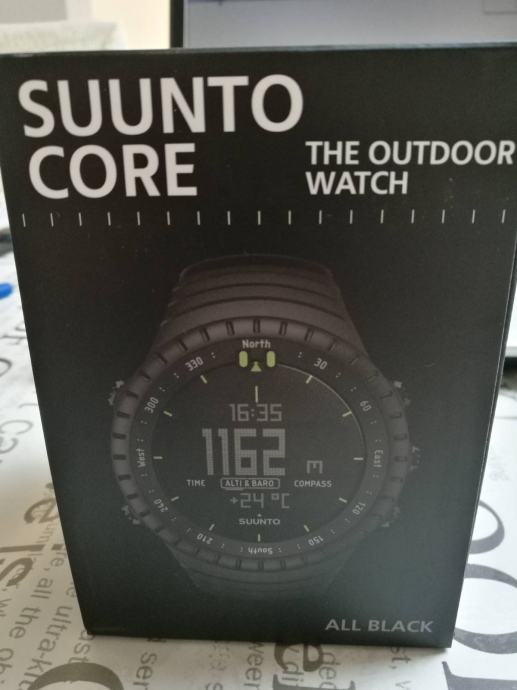 SUUNTO
CORE
THE OUTDOOR
WATCH
North
330
30
300
60
16:35
1162 m
West
East
TIME ALTI & BARO COMPASS
+24 °C
240
120
SUUNTO
210
150
South
ALL BLACK